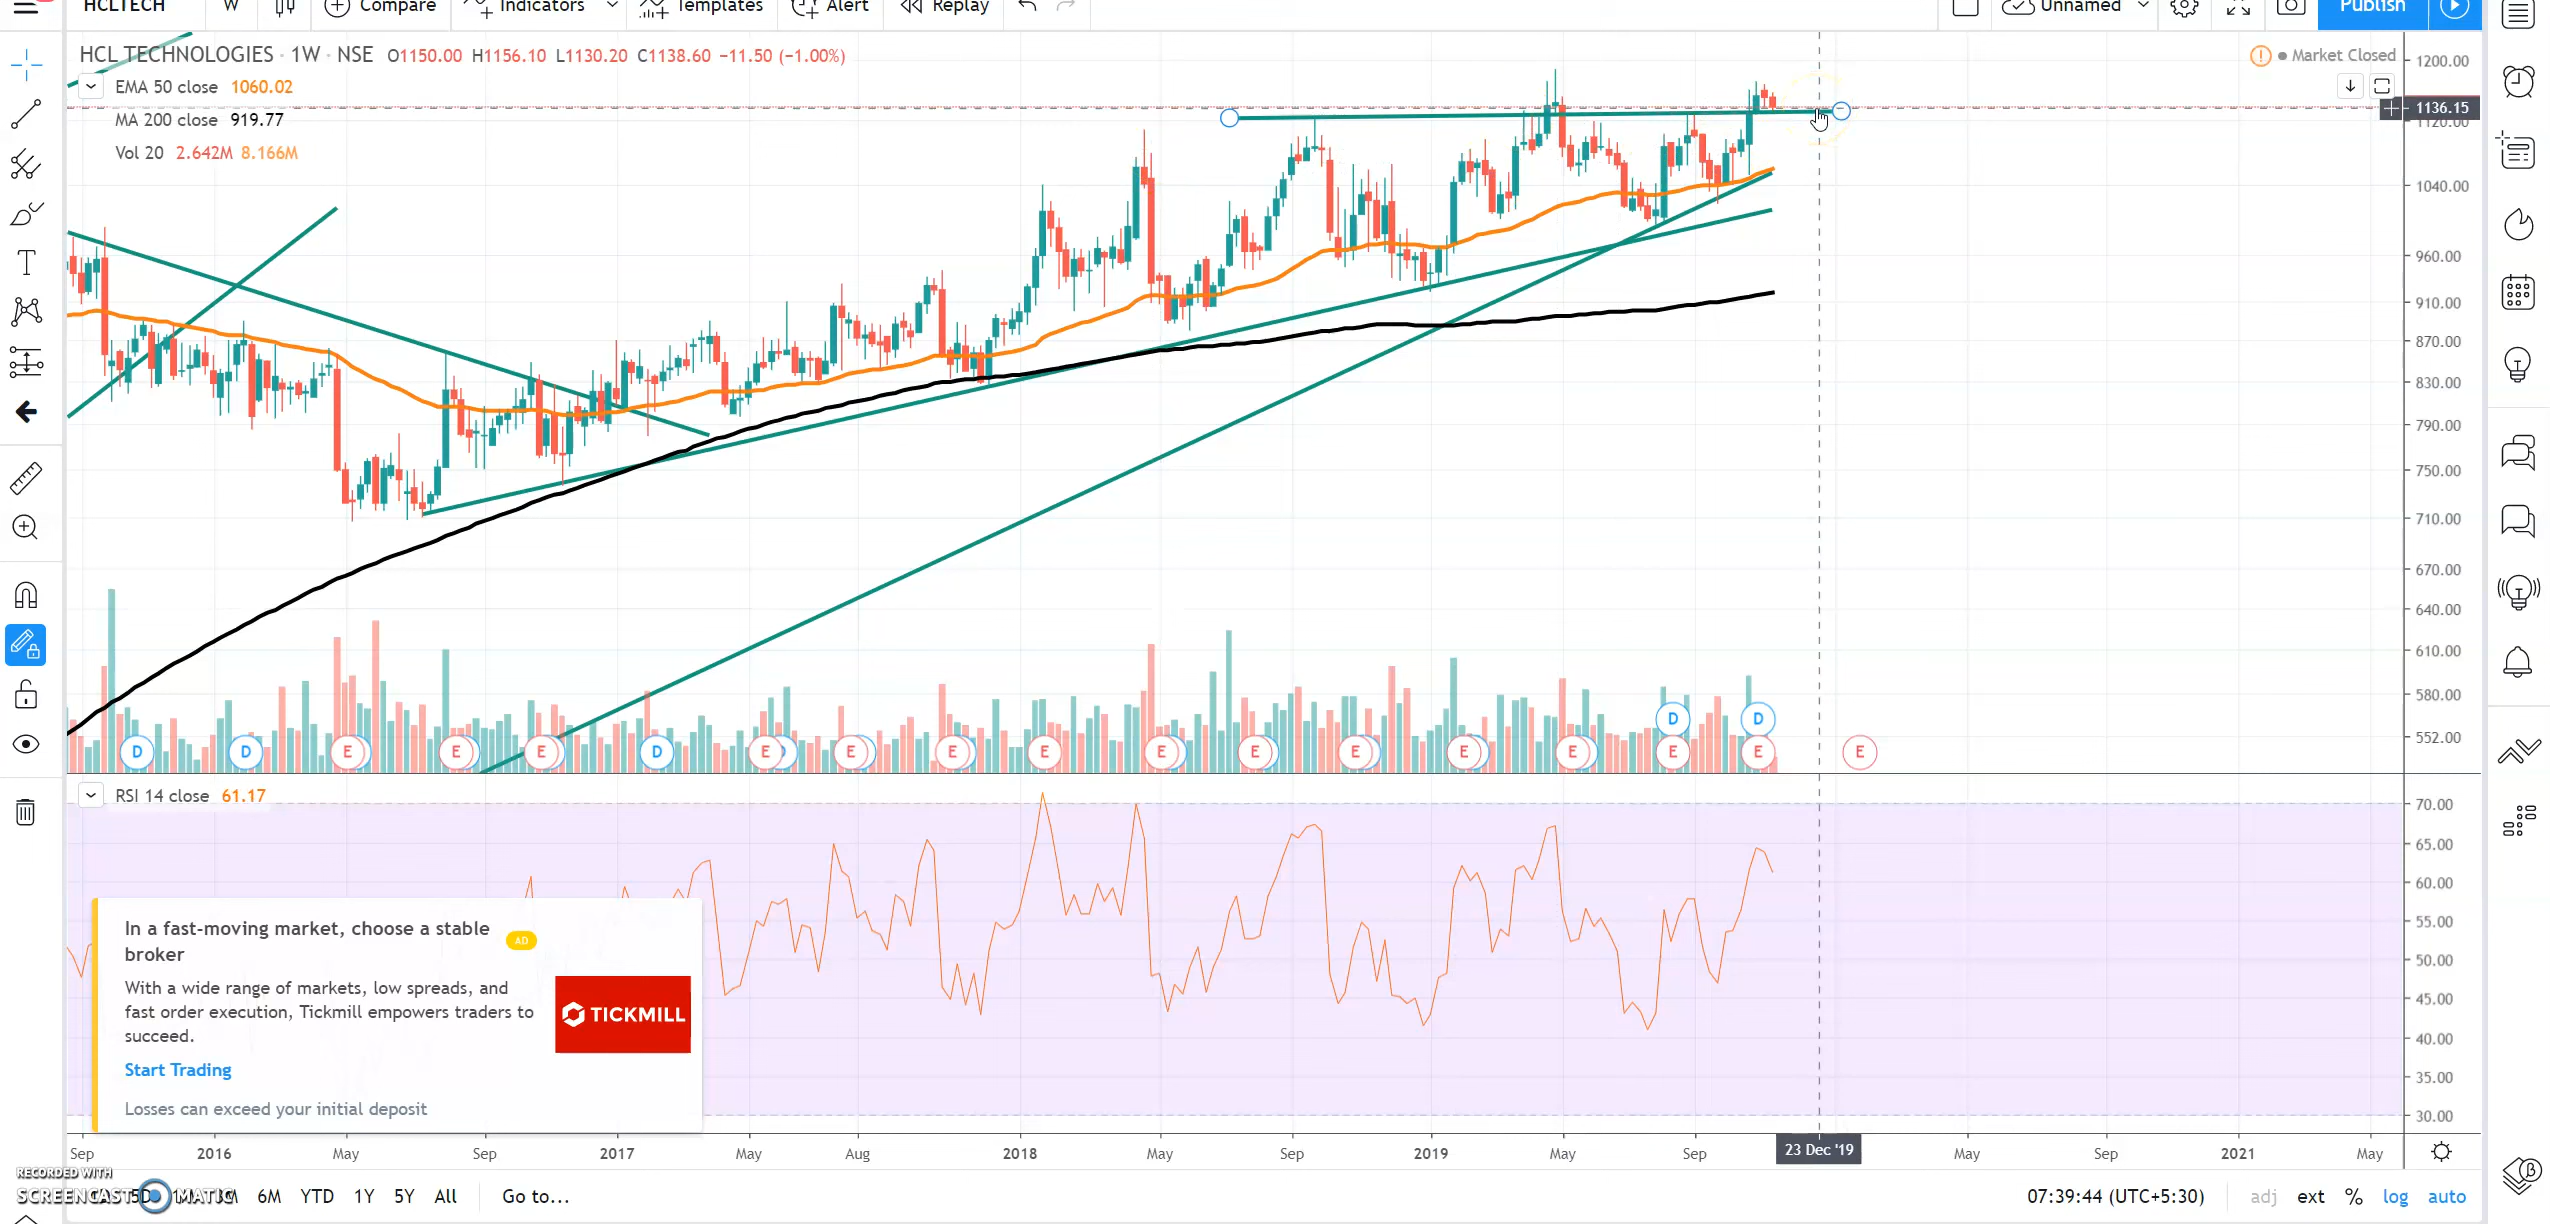 HCLTECH W Compare Indicators Templates Alert Replay Unnamed Publish
HCL TECHNOLOGIES · 1W · NSE O1150.00 H1156.10 L1130.20 C1138.60 −11.50 (−1.00%)
Market Closed
EMA 50 close 1060.02
MA 200 close 919.77
Vol 20 2.642M 8.166M
1200.00
1136.15
1120.00
1040.00
960.00
910.00
870.00
830.00
790.00
750.00
710.00
670.00
640.00
610.00
580.00
552.00
D D
D D E E E D E E E E E E E E E E E E
RSI 14 close 61.17
70.00
65.00
60.00
55.00
50.00
45.00
40.00
35.00
30.00
In a fast-moving market, choose a stable
broker
AD
With a wide range of markets, low spreads, and
fast order execution, Tickmill empowers traders to
succeed.
TICKMILL
Start Trading
Losses can exceed your initial deposit
Sep 2016 May Sep 2017 May Aug 2018 May Sep 2019 May Sep 23 Dec '19 May Sep 2021 May
RECORDED WITH
SCREENCAST MATIC
5D 6M YTD 1Y 5Y All Go to...
07:39:44 (UTC+5:30) adj ext % log auto